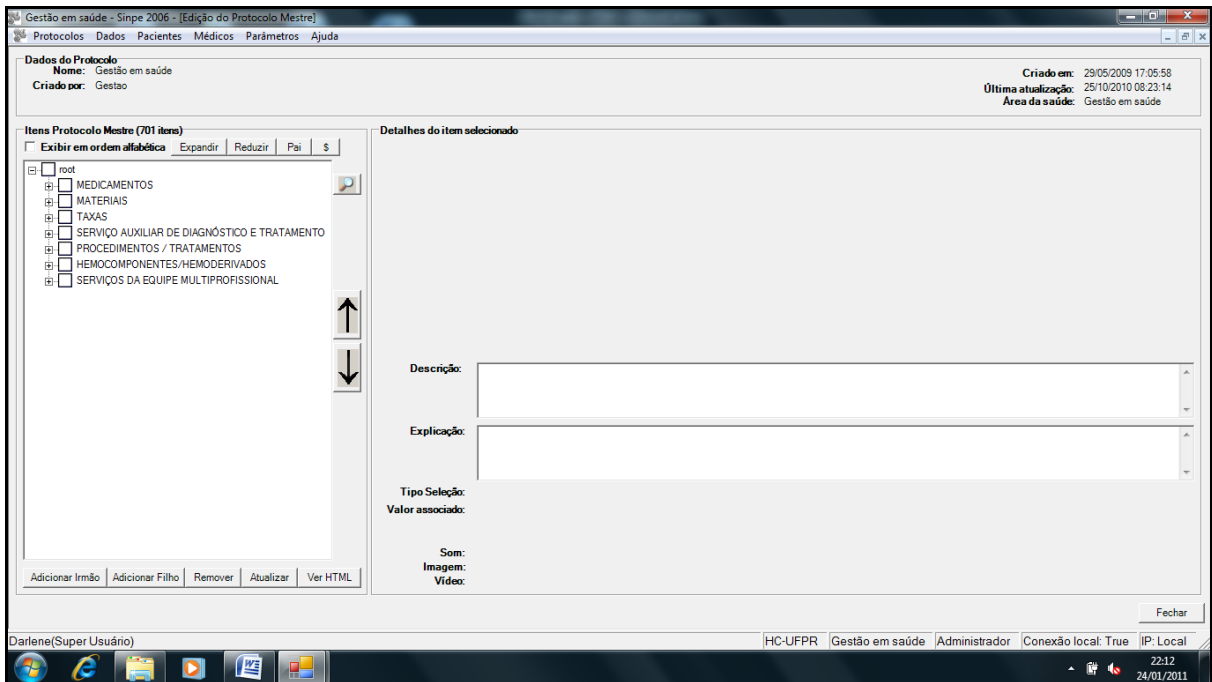 Gestão em saúde - Sinpe 2006 - [Edição do Protocolo Mestre]
Protocolos Dados Pacientes Médicos Parâmetros Ajuda
Dados do Protocolo
Nome: Gestão em saúde
Criado por: Gestao
Criado em: 29/05/2009 17:05:58
Última atualização: 25/10/2010 08:23:14
Área da saúde: Gestão em saúde
Itens Protocolo Mestre (701 itens)
Exibir em ordem alfabética Expandir Reduzir Pai $
root
MEDICAMENTOS
MATERIAIS
TAXAS
SERVIÇO AUXILIAR DE DIAGNÓSTICO E TRATAMENTO
PROCEDIMENTOS / TRATAMENTOS
HEMOCOMPONENTES/HEMODERIVADOS
SERVIÇOS DA EQUIPE MULTIPROFISSIONAL
Adicionar Irmão Adicionar Filho Remover Atualizar Ver HTML
Detalhes do item selecionado
Descrição:
Explicação:
Tipo Seleção:
Valor associado:
Som:
Imagem:
Vídeo:
Fechar
Darlene(Super Usuário) HC-UFPR Gestão em saúde Administrador Conexão local: True IP: Local
22:12
24/01/2011